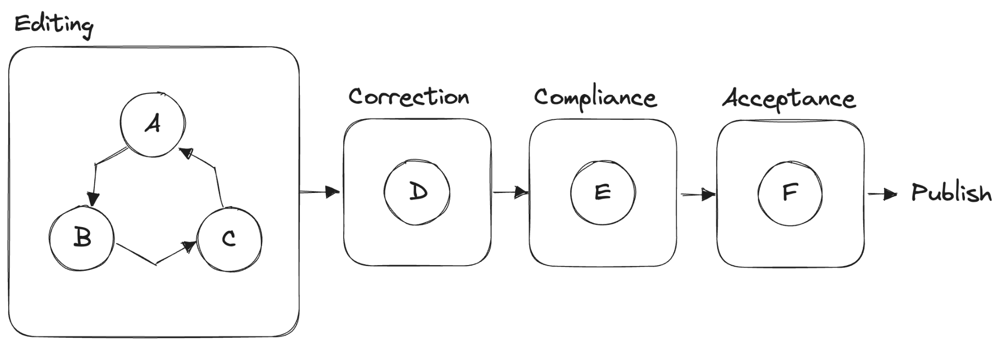 Editing
A
B
C
Correction
D
Compliance
E
Acceptance
F
Publish